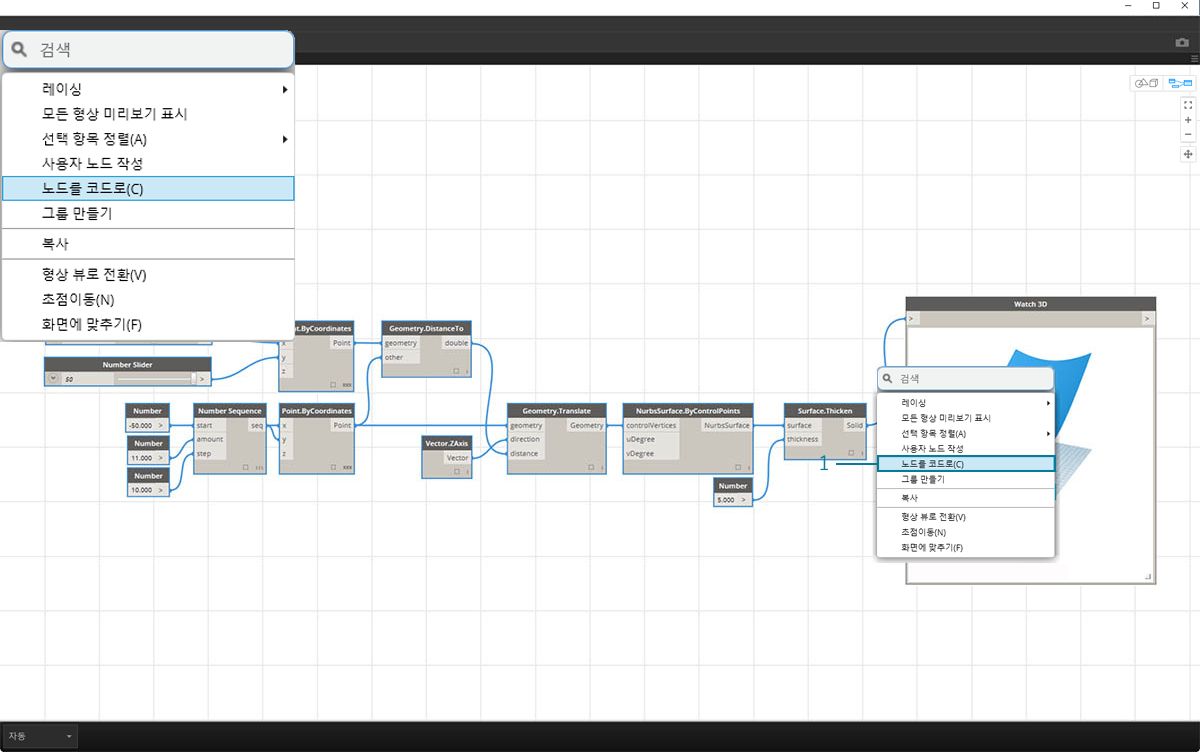 검색
레이싱
모든 형상 미리보기 표시
선택 항목 정렬(A)
사용자 노드 작성
노드를 코드로(C)
그룹 만들기
복사
형상 뷰로 전환(V)
초점이동(N)
화면에 맞추기(F)
nt.ByCoordinates
x
Point
y
z
Geometry.DistanceTo
geometry
double
other
Number Slider
50
>
Number
-50.000 >
Number
11.000 >
Number
10.000 >
Number Sequence
start
seq
amount
step
Point.ByCoordinates
x
Point
y
z
Vector.ZAxis
Vector
Geometry.Translate
geometry
Geometry
direction
distance
NurbsSurface.ByControlPoints
controlVertices
NurbsSurface
uDegree
vDegree
Surface.Thicken
surface
Solid
thickness
Number
5.000 >
Watch 3D
>
>
1
검색
레이싱
모든 형상 미리보기 표시
선택 항목 정렬(A)
사용자 노드 작성
노드를 코드로(C)
그룹 만들기
복사
형상 뷰로 전환(V)
초점이동(N)
화면에 맞추기(F)
자동